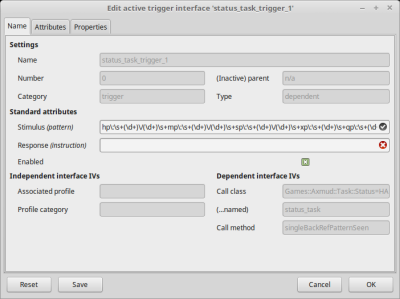 Edit active trigger interface 'status_task_trigger_1'
Name Attributes Properties
Settings
Name status_task_trigger_1
Number 0 (Inactive) parent n/a
Category trigger Type dependent
Standard attributes
Stimulus (pattern) hp\:\s+(\d+)\/(\d+)\s+mp\:\s+(\d+)\/(\d+)\s+sp\:\s+(\d+)\/(\d+)\s+xp\:\s+(\d+)\s+qp\:\s+(\d
Response (instruction)
Enabled
Independent interface IVs Dependent interface IVs
Associated profile Call class Games::Axmud::Task::Status=HA
Profile category (...named) status_task
Call method singleBackRefPatternSeen
Reset Save Cancel OK